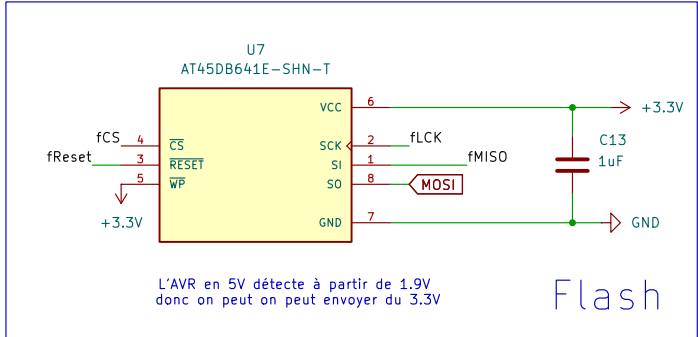 U7
AT45DB641E-SHN-T
VCC 6 +3.3V
fCS 4 CS SCK 2 fLCK
C13
fReset 3 RESET SI 1 fMISO
1uF
5 WP SO 8 MOSI
+3.3V GND 7 GND
L'AVR en 5V détecte à partir de 1.9V
donc on peut on peut envoyer du 3.3V
Flash